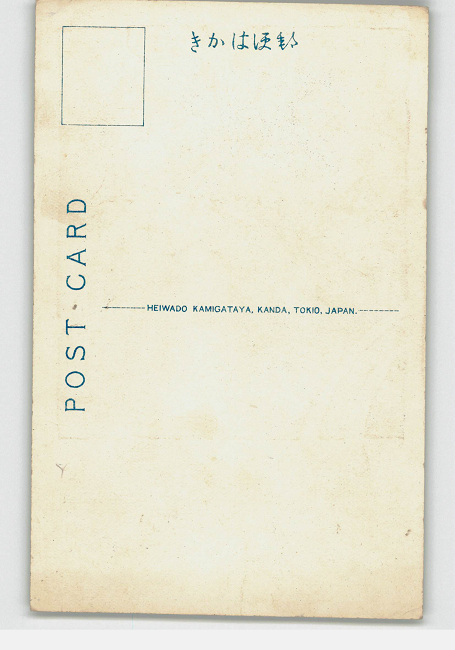 きかは便郵
POST CARD
HEIWADO KAMIGATAYA, KANDA, TOKIO, JAPAN.